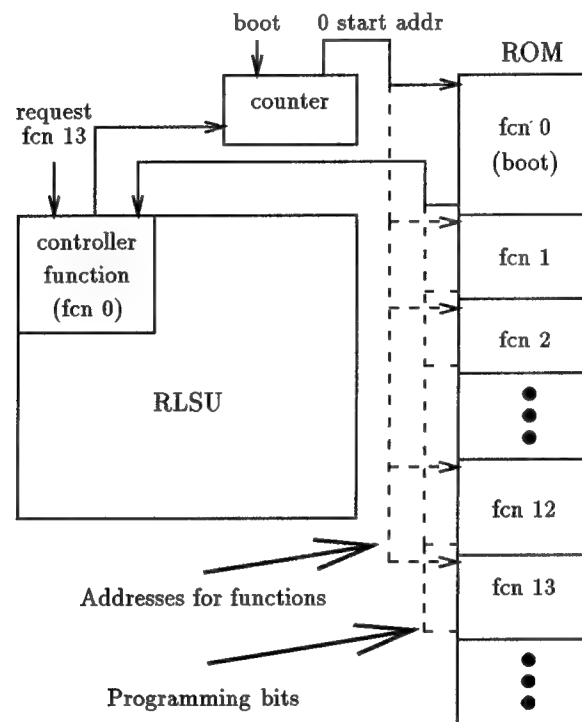 boot
0 start addr
ROM
counter
request
fcn 13
fcn 0
(boot)
controller
function
(fcn 0)
fcn 1
fcn 2
RLSU
fcn 12
fcn 13
Addresses for functions
Programming bits